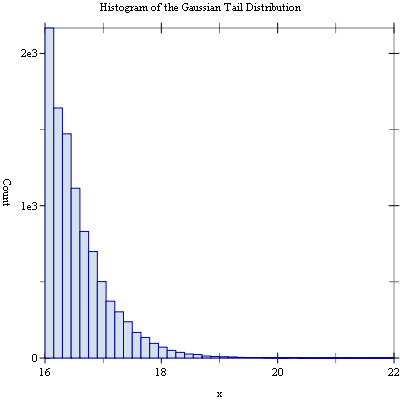 Histogram of the Gaussian Tail Distribution
2e3
1e3
0
Count
16
18
20
22
x